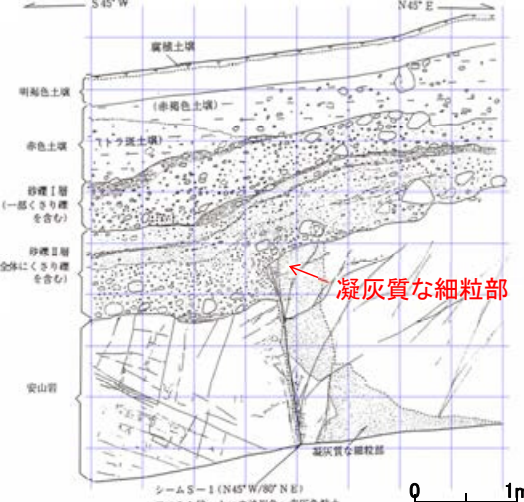 S45°W
N45°E
腐植土壌
明褐色土壌
(赤褐色土壌)
赤色土壌
(トラ斑土壌)
砂礫Ⅰ層
(一部くさり礫
を含む)
砂礫Ⅱ層
全体にくさり礫
を含む)
凝灰質な細粒部
安山岩
凝灰質な細粒部
シームS-1(N45°W/80°NE)
0 1m